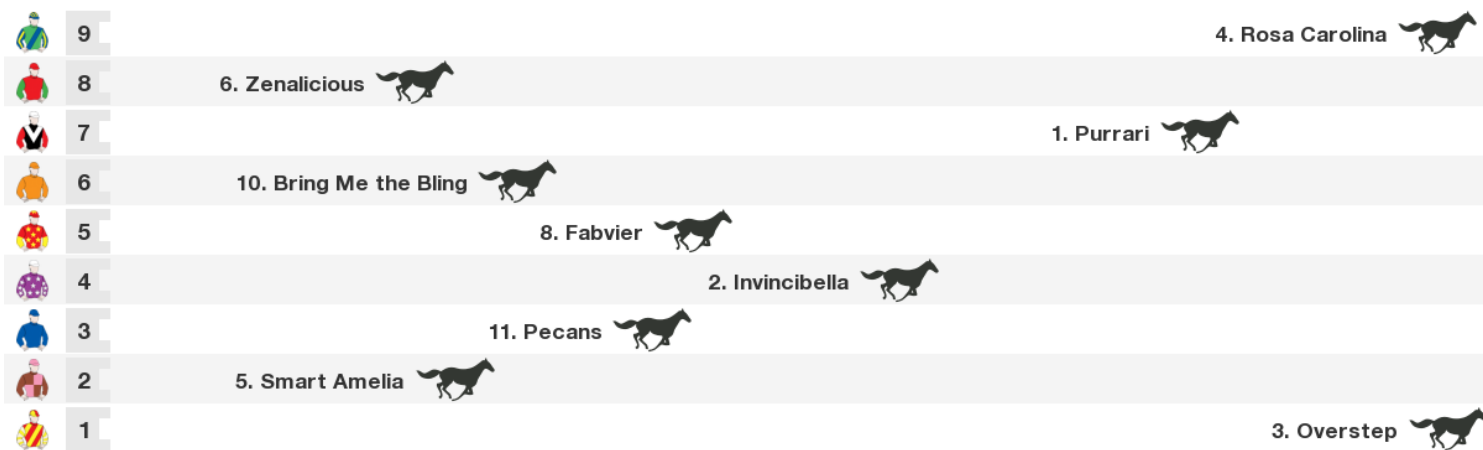 9 4. Rosa Carolina
8 6. Zenalicious
7 1. Purrari
6 10. Bring Me the Bling
5 8. Fabvier
4 2. Invincibella
3 11. Pecans
2 5. Smart Amelia
1 3. Overstep